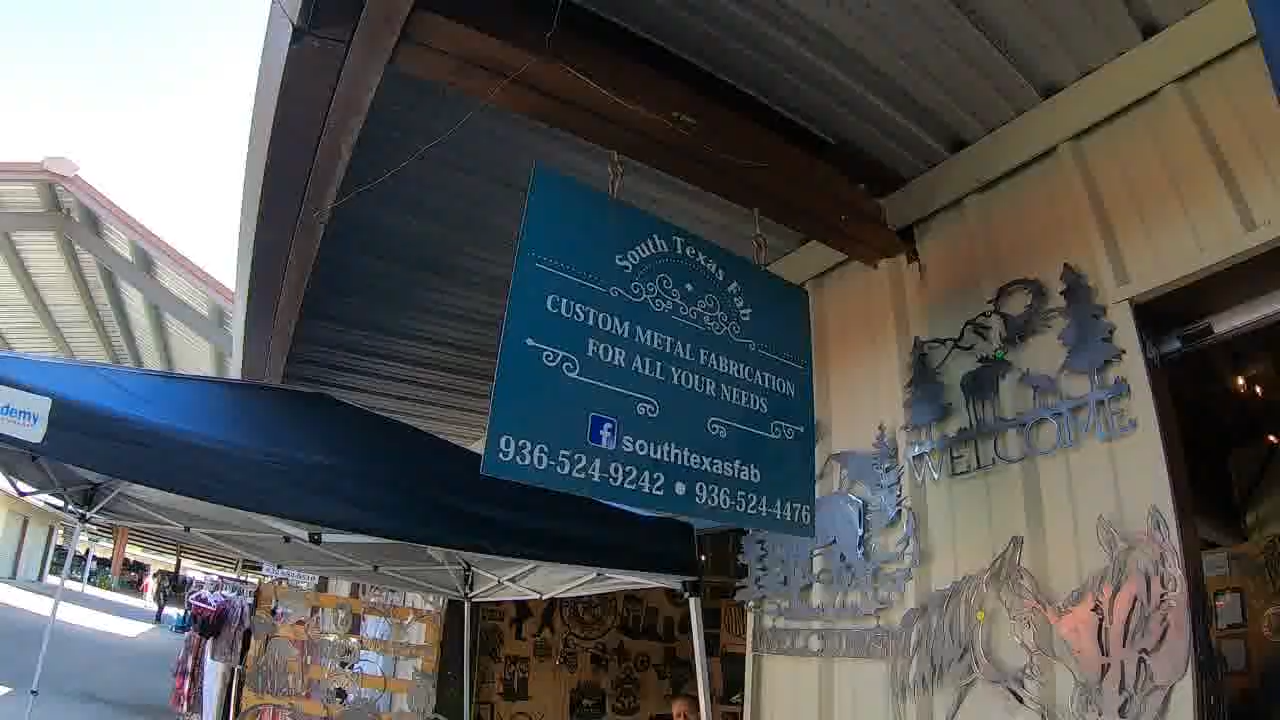 South Texas Fab
CUSTOM METAL FABRICATION
FOR ALL YOUR NEEDS
southtexasfab
936-524-9242 • 936-524-4476
WELCOME
demy